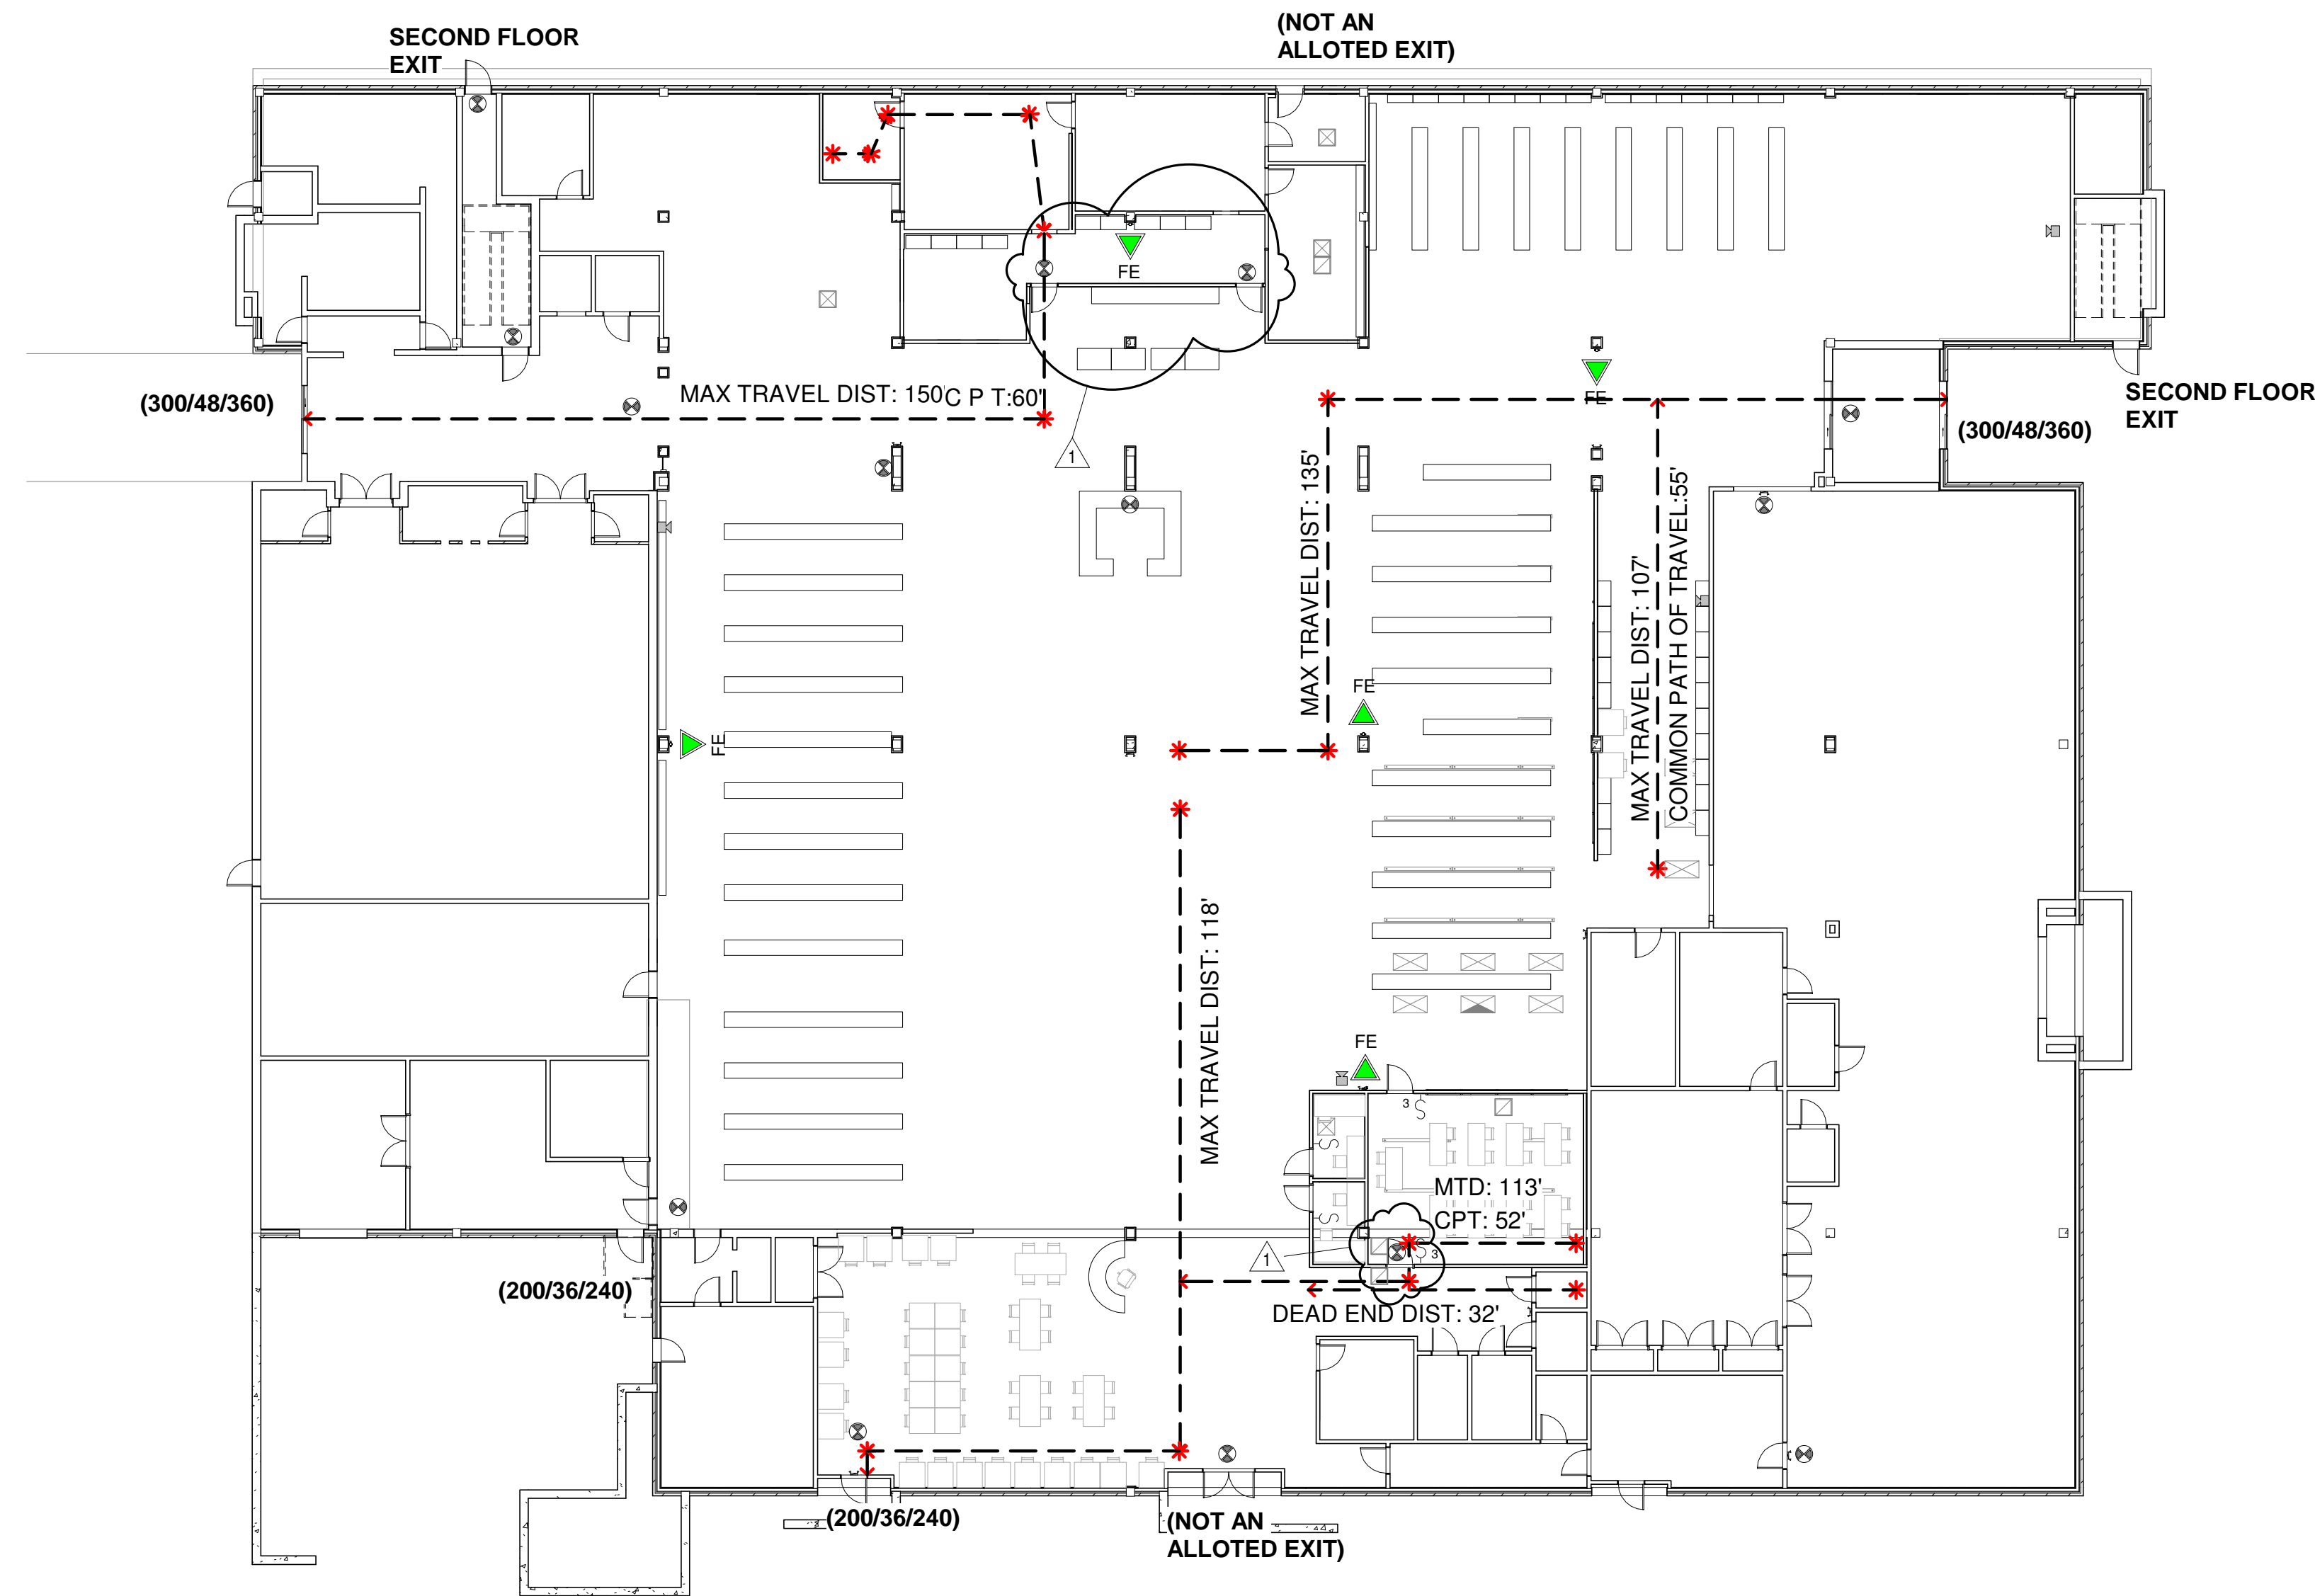 (NOT AN
ALLOTED EXIT)
SECOND FLOOR
EXIT
FE
MAX TRAVEL DIST: 150'
C P T:60'
FE
SECOND FLOOR
EXIT
(300/48/360)
(300/48/360)
1
MAX TRAVEL DIST: 135'
MAX TRAVEL DIST: 107'
COMMON PATH OF TRAVEL:55'
FE
FE
MAX TRAVEL DIST: 118'
FE
3
S
S
MTD: 113'
CPT: 52'
S
S
3
1
(200/36/240)
DEAD END DIST: 32'
(200/36/240)
(NOT AN
ALLOTED EXIT)